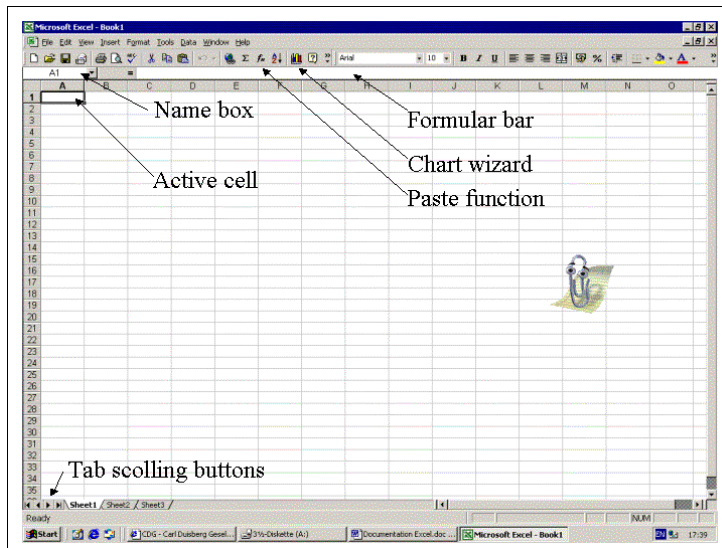 Microsoft Excel - Book1
File Edit View Insert Format Tools Data Window Help
Arial 10 B I U %
A1 =
A B C D E F G H I J K L M N O
Name box
Formular bar
Chart wizard
Active cell
Paste function
1
2
3
4
5
6
7
8
9
10
11
12
13
14
15
16
17
18
19
20
21
22
23
24
25
26
27
28
29
30
31
32
33
34
35
Tab scolling buttons
Sheet1 / Sheet2 / Sheet3 /
Ready NUM
Start CDG - Carl Duisberg Gesel... 3½-Diskette (A:) Documentation Excel.doc ... Microsoft Excel - Book1 EN 17:39